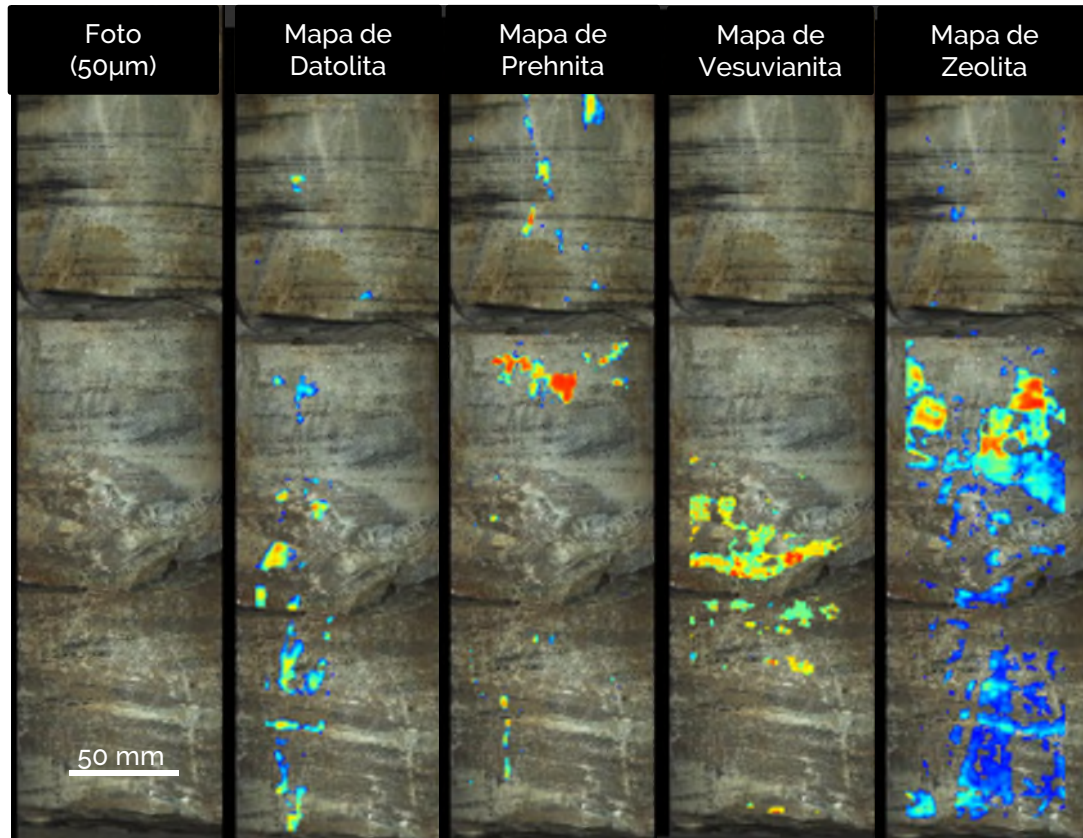 Foto
(50µm)
Mapa de
Datolita
Mapa de
Prehnita
Mapa de
Vesuvianita
Mapa de
Zeolita
50 mm